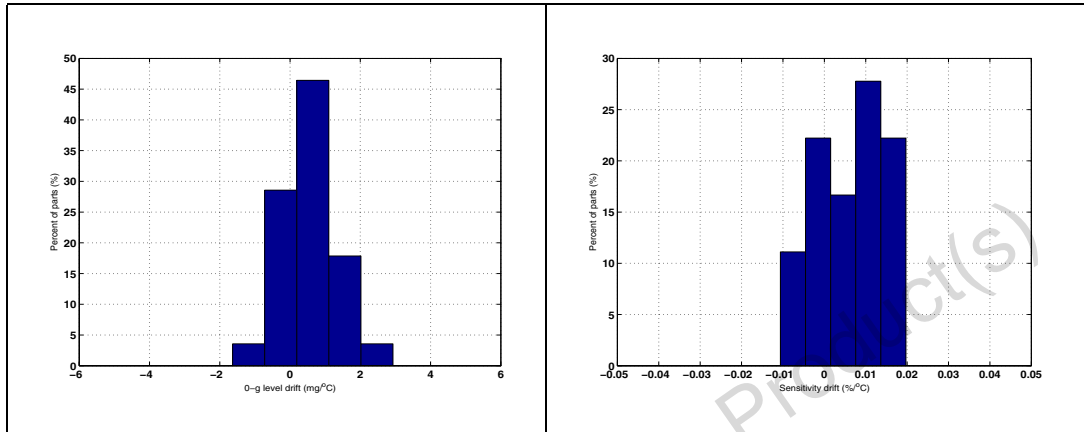 50
45
40
35
30
25
20
15
10
5
0
−6 −4 −2 0 2 4 6
Percent of parts (%)
0−g level drift (mg/°C)
30
25
20
15
10
5
0
−0.05 −0.04 −0.03 −0.02 −0.01 0 0.01 0.02 0.03 0.04 0.05
Percent of parts (%)
Sensitivity drift (%/°C)
Product(s)